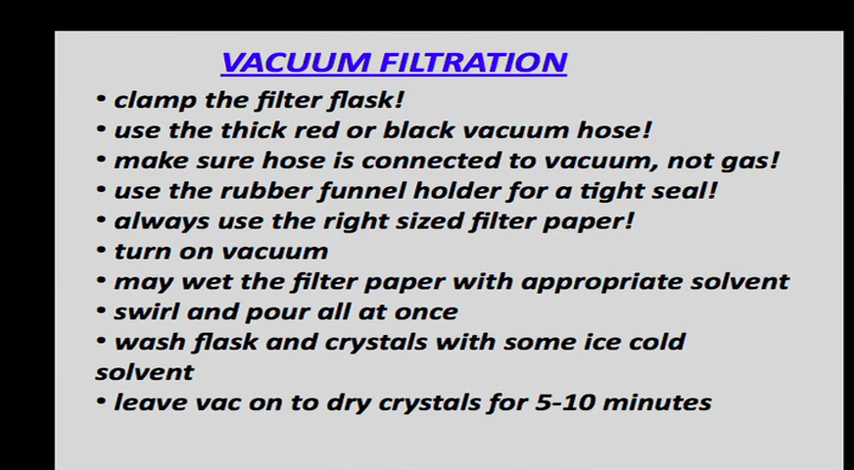 VACUUM FILTRATION
• clamp the filter flask!
• use the thick red or black vacuum hose!
• make sure hose is connected to vacuum, not gas!
• use the rubber funnel holder for a tight seal!
• always use the right sized filter paper!
• turn on vacuum
• may wet the filter paper with appropriate solvent
• swirl and pour all at once
• wash flask and crystals with some ice cold
solvent
• leave vac on to dry crystals for 5-10 minutes